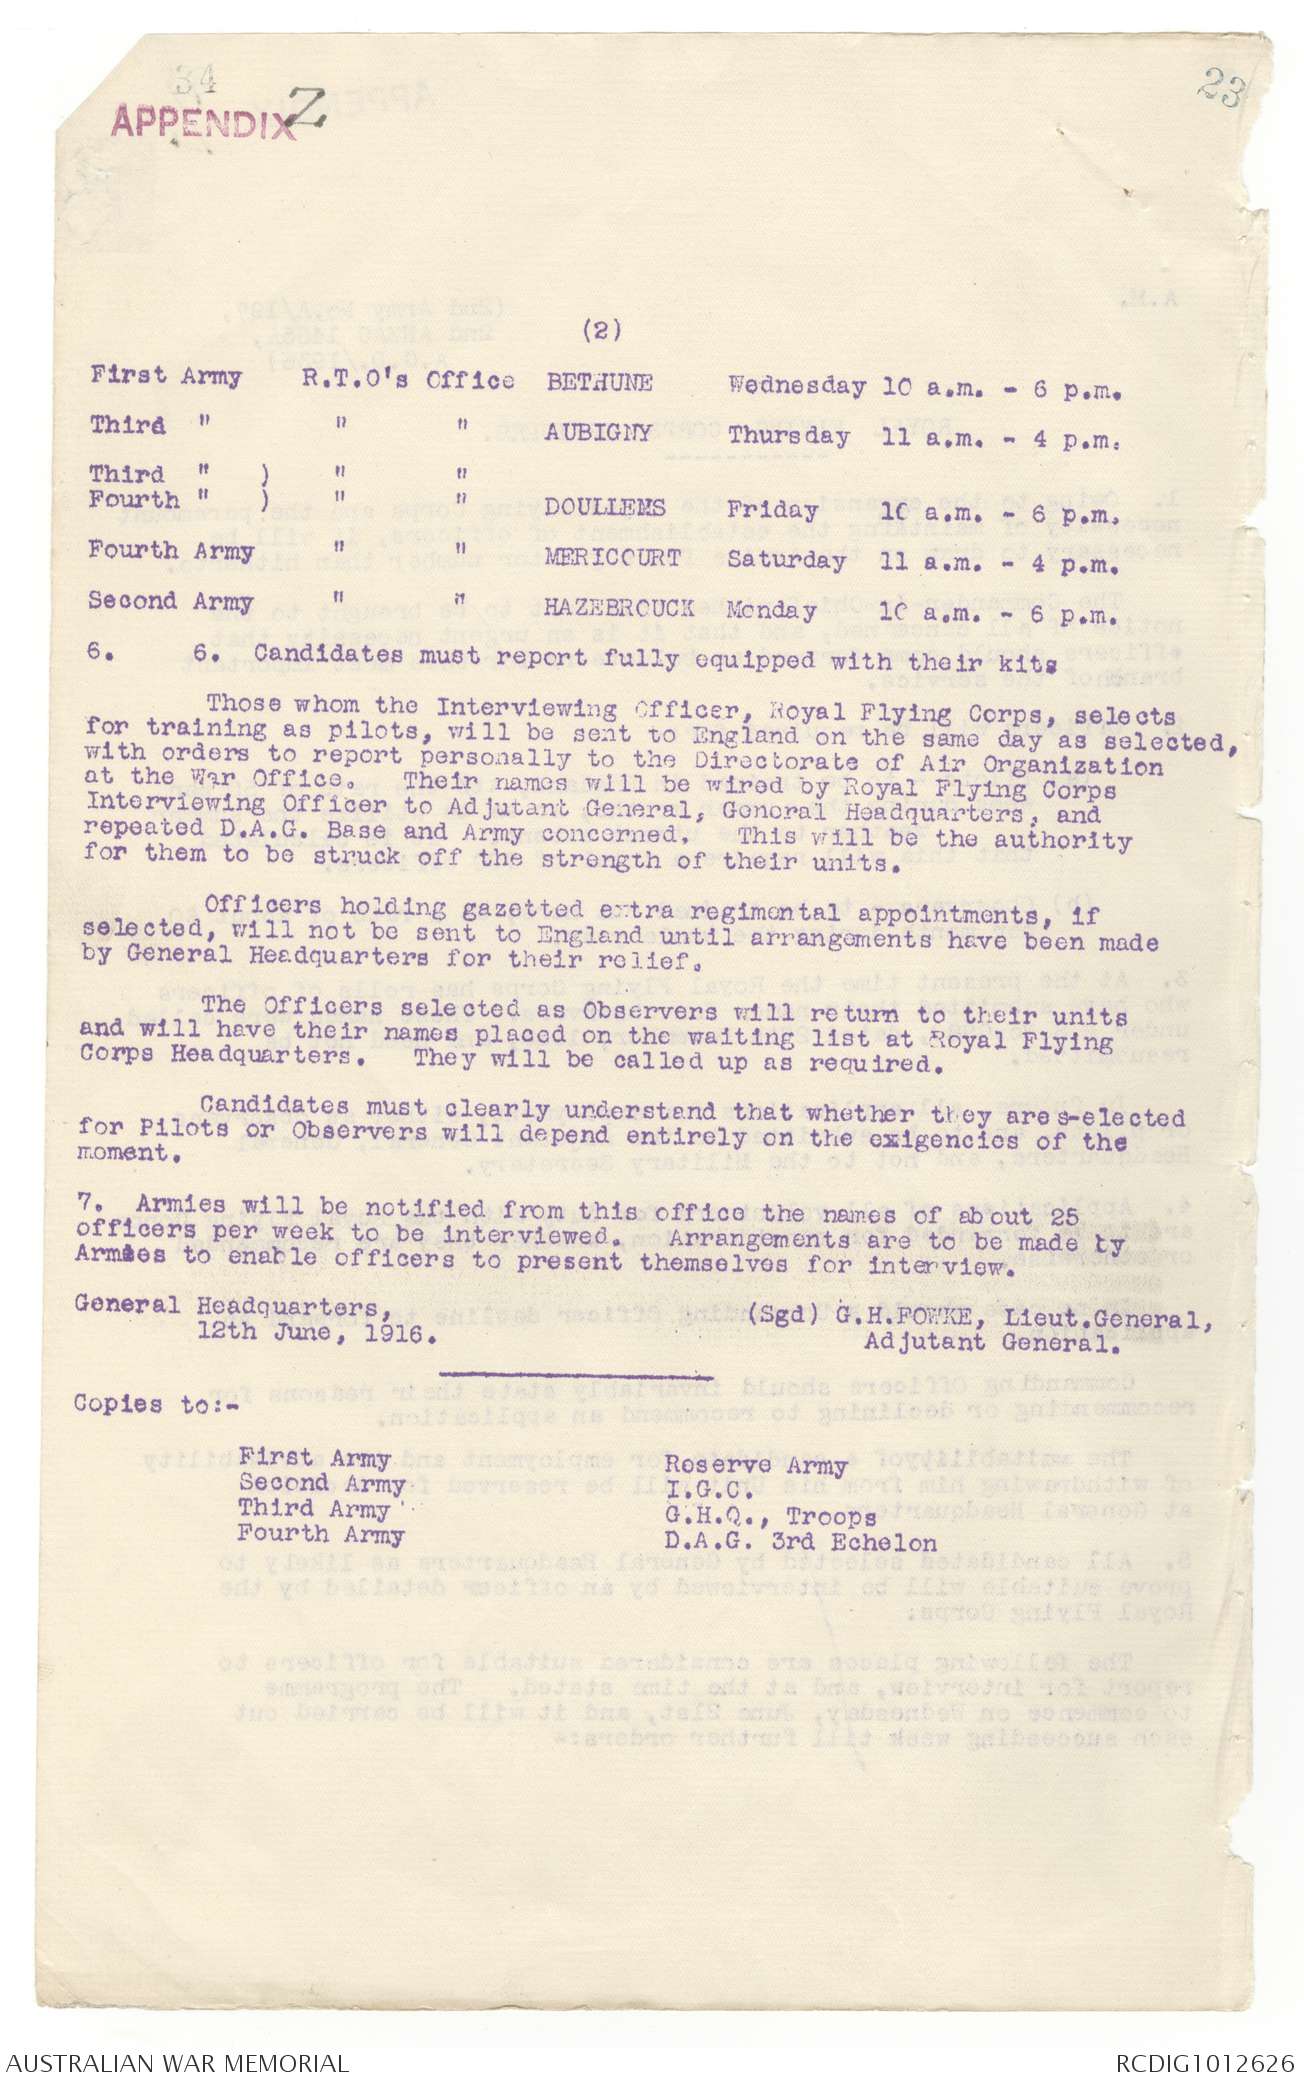 34
APPENDIX Z
23
(2)
First Army R.T.O's Office BETHUNE Wednesday 10 a.m. - 6 p.m.
Third " " " AUBIGNY Thursday 11 a.m. - 4 p.m.
Third " ) " "
Fourth " ) " " DOULLENS Friday 10 a.m. - 6 p.m.
Fourth Army " " MERICOURT Saturday 11 a.m. - 4 p.m.
Second Army " " HAZEBROUCK Monday 10 a.m. - 6 p.m.
6. 6. Candidates must report fully equipped with their kits
Those whom the Interviewing Officer, Royal Flying Corps, selects
for training as pilots, will be sent to England on the same day as selected,
with orders to report personally to the Directorate of Air Organization
at the War Office. Their names will be wired by Royal Flying Corps
Interviewing Officer to Adjutant General, General Headquarters, and
repeated D.A.G. Base and Army concerned. This will be the authority
for them to be struck off the strength of their units.
Officers holding gazetted extra regimental appointments, if
selected, will not be sent to England until arrangements have been made
by General Headquarters for their relief.
The Officers selected as Observers will return to their units
and will have their names placed on the waiting list at Royal Flying
Corps Headquarters. They will be called up as required.
Candidates must clearly understand that whether they are s-elected
for Pilots or Observers will depend entirely on the exigencies of the
moment.
7. Armies will be notified from this office the names of about 25
officers per week to be interviewed. Arrangements are to be made by
Armies to enable officers to present themselves for interview.
General Headquarters, (Sgd) G.H.FOWKE, Lieut.General,
12th June, 1916. Adjutant General.
Copies to:-
First Army Reserve Army
Second Army I.G.C.
Third Army G.H.Q., Troops
Fourth Army D.A.G. 3rd Echelon
AUSTRALIAN WAR MEMORIAL RCDIG1012626